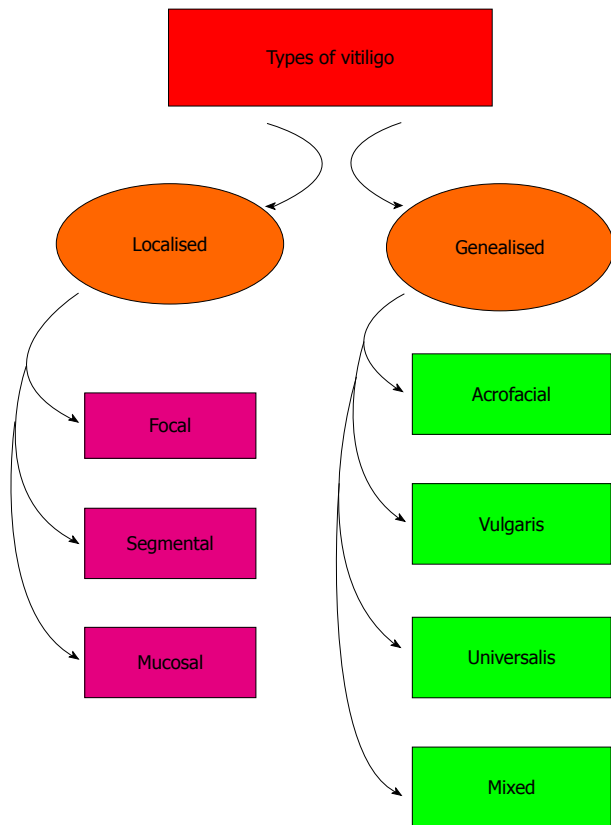 Types of vitiligo
Localised
Genealised
Focal
Segmental
Mucosal
Acrofacial
Vulgaris
Universalis
Mixed